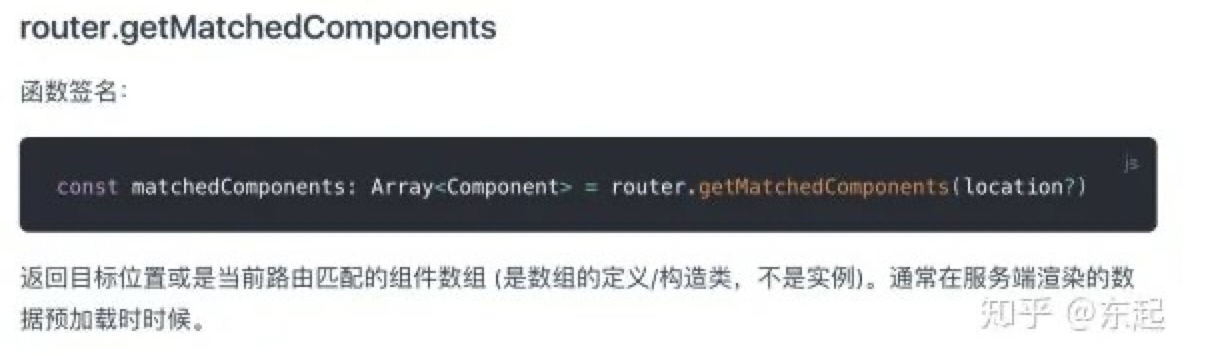 router.getMatchedComponents
函数签名：
js
const matchedComponents: Array<Component> = router.getMatchedComponents(location?)
返回目标位置或是当前路由匹配的组件数组 (是数组的定义/构造类，不是实例)。通常在服务端渲染的数
据预加载时时候。
知乎 @东起